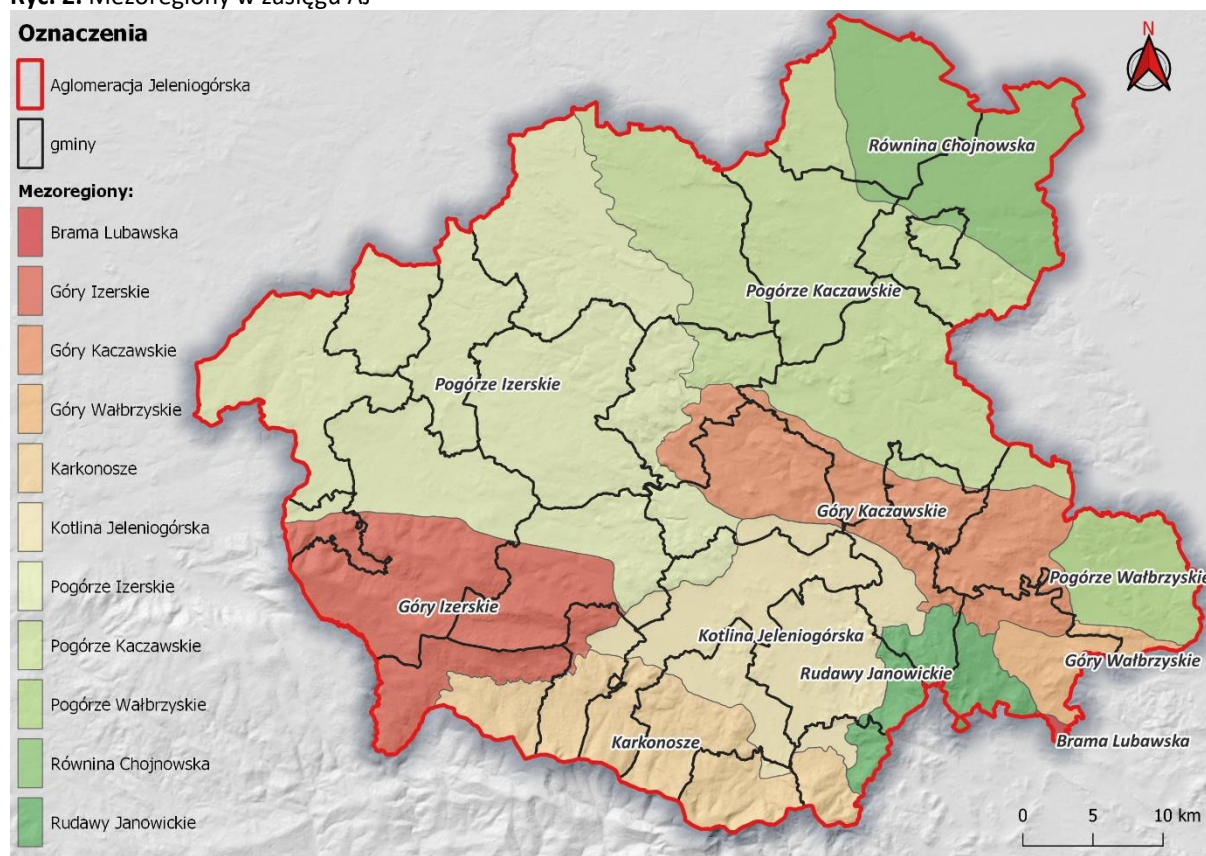 Ryc. 2. Mezoregiony w zasięgu AJ
Oznaczenia
Aglomeracja Jeleniogórska
gminy
Mezoregiony:
Brama Lubawska
Góry Izerskie
Góry Kaczawskie
Góry Wałbrzyskie
Karkonosze
Kotlina Jeleniogórska
Pogórze Izerskie
Pogórze Kaczawskie
Pogórze Wałbrzyskie
Równina Chojnowska
Rudawy Janowickie
N
Równina Chojnowska
Pogórze Kaczawskie
Pogórze Izerskie
Góry Kaczawskie
Pogórze Wałbrzyskie
Góry Izerskie
Kotlina Jeleniogórska
Góry Wałbrzyskie
Rudawy Janowickie
Karkonosze
Brama Lubawska
0 5 10 km